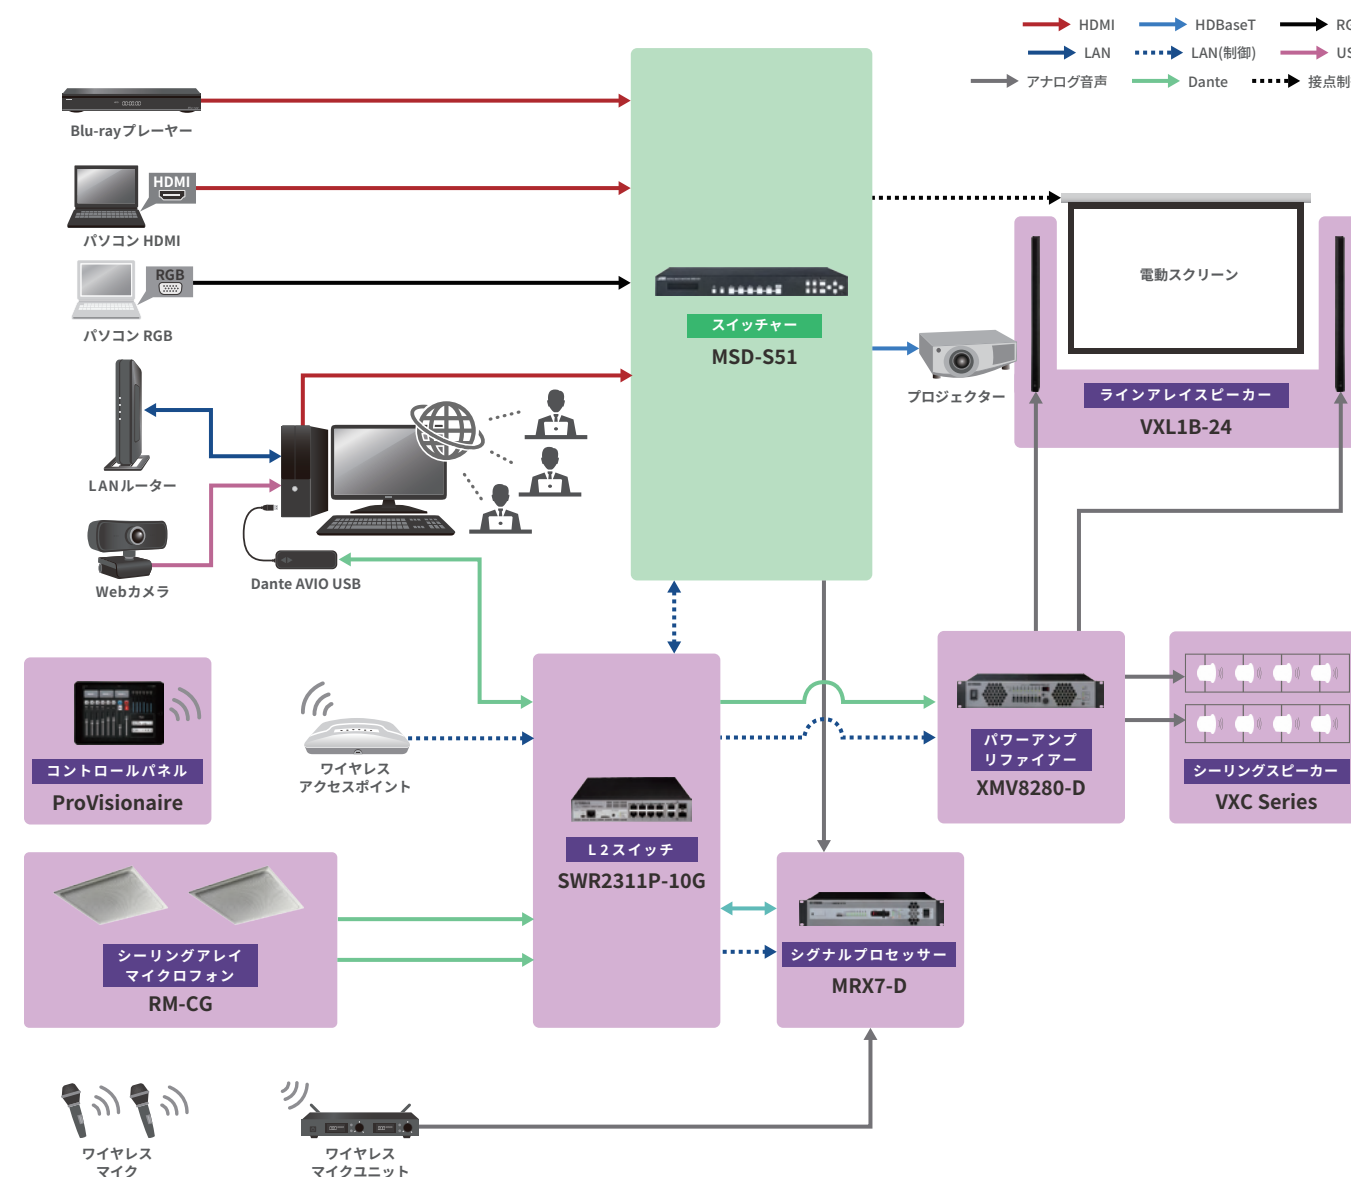 HDMI
HDBaseT
RG
LAN
LAN(制御)
US
アナログ音声
Dante
接点制
Blu-rayプレーヤー
HDMI
パソコン HDMI
RGB
パソコン RGB
スイッチャー
MSD-S51
電動スクリーン
プロジェクター
ラインアレイスピーカー
VXL1B-24
LANルーター
Webカメラ
Dante AVIO USB
コントロールパネル
ProVisionaire
ワイヤレス
アクセスポイント
L2スイッチ
SWR2311P-10G
パワーアンプ
リファイアー
XMV8280-D
シーリングスピーカー
VXC Series
シーリングアレイ
マイクロフォン
RM-CG
シグナルプロセッサー
MRX7-D
ワイヤレス
マイク
ワイヤレス
マイクユニット